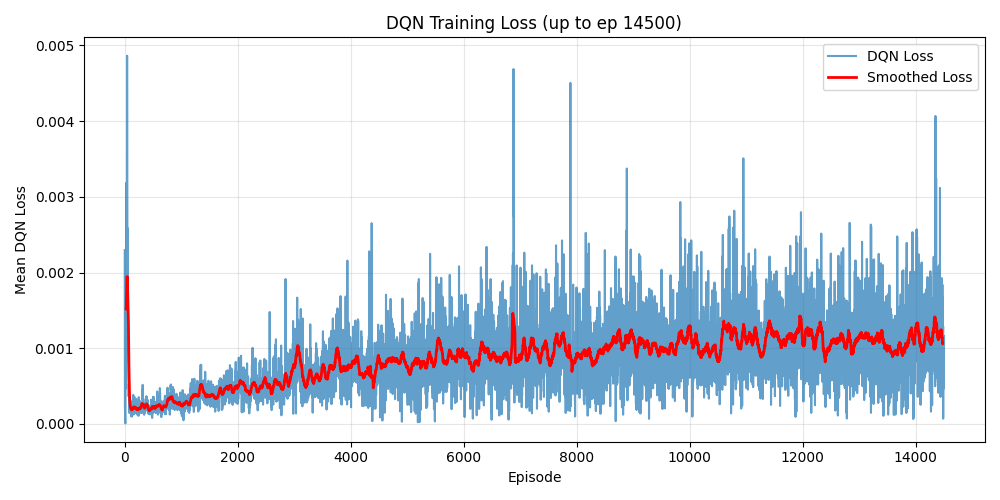 DQN Training Loss (up to ep 14500)
DQN Loss
Smoothed Loss
Mean DQN Loss
0.005
0.004
0.003
0.002
0.001
0.000
0 2000 4000 6000 8000 10000 12000 14000
Episode